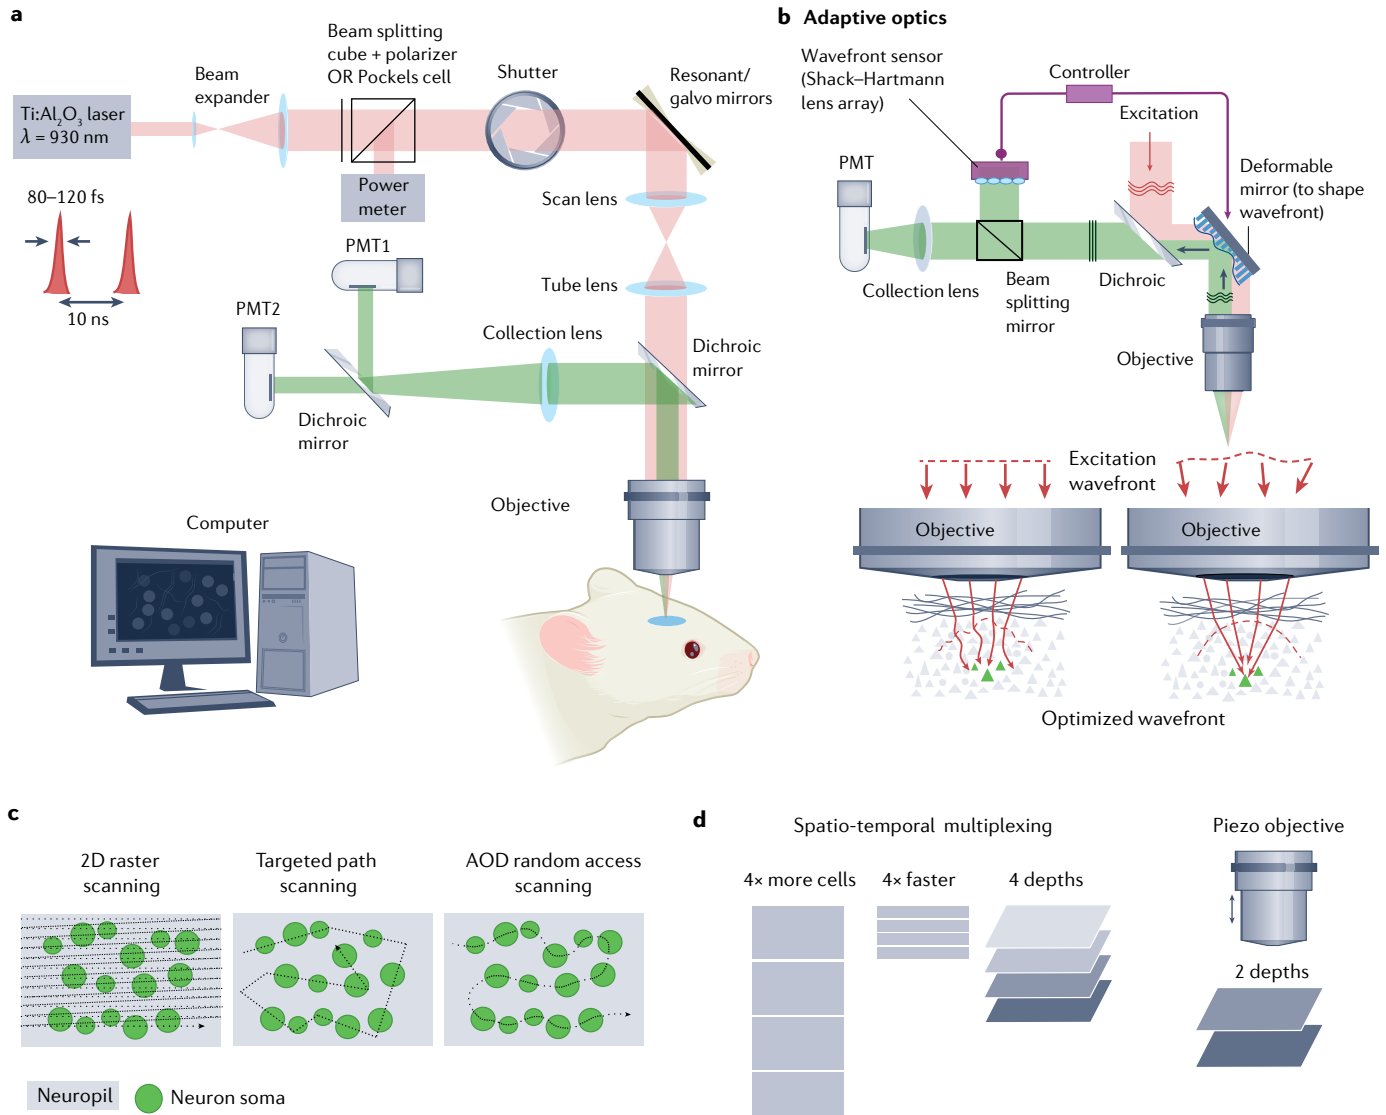 a
Beam splitting
cube + polarizer
OR Pockels cell
Beam
expander
Shutter
Resonant/
galvo mirrors
Ti:Al₂O₃ laser
λ = 930 nm
Power
meter
80–120 fs
10 ns
Scan lens
Tube lens
PMT1
PMT2
Collection lens
Dichroic
mirror
Dichroic
mirror
Objective
Computer
b Adaptive optics
Wavefront sensor
(Shack–Hartmann
lens array)
Controller
Excitation
PMT
Deformable
mirror (to shape
wavefront)
Collection lens
Beam
splitting
mirror
Dichroic
Objective
Excitation
wavefront
Objective
Objective
Optimized wavefront
c
2D raster
scanning
Targeted path
scanning
AOD random access
scanning
Neuropil
Neuron soma
d
Spatio-temporal multiplexing
Piezo objective
4× more cells
4× faster
4 depths
2 depths